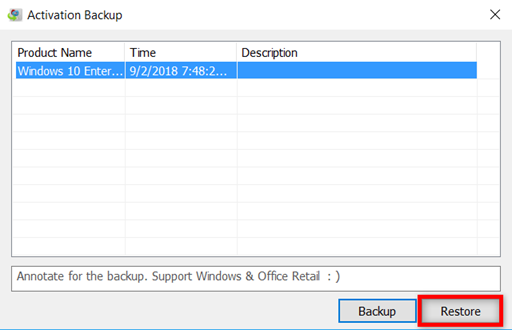 Activation Backup
Product Name Time Description
Windows 10 Enter... 9/2/2018 7:48:2...
Annotate for the backup. Support Windows & Office Retail : )
Backup Restore